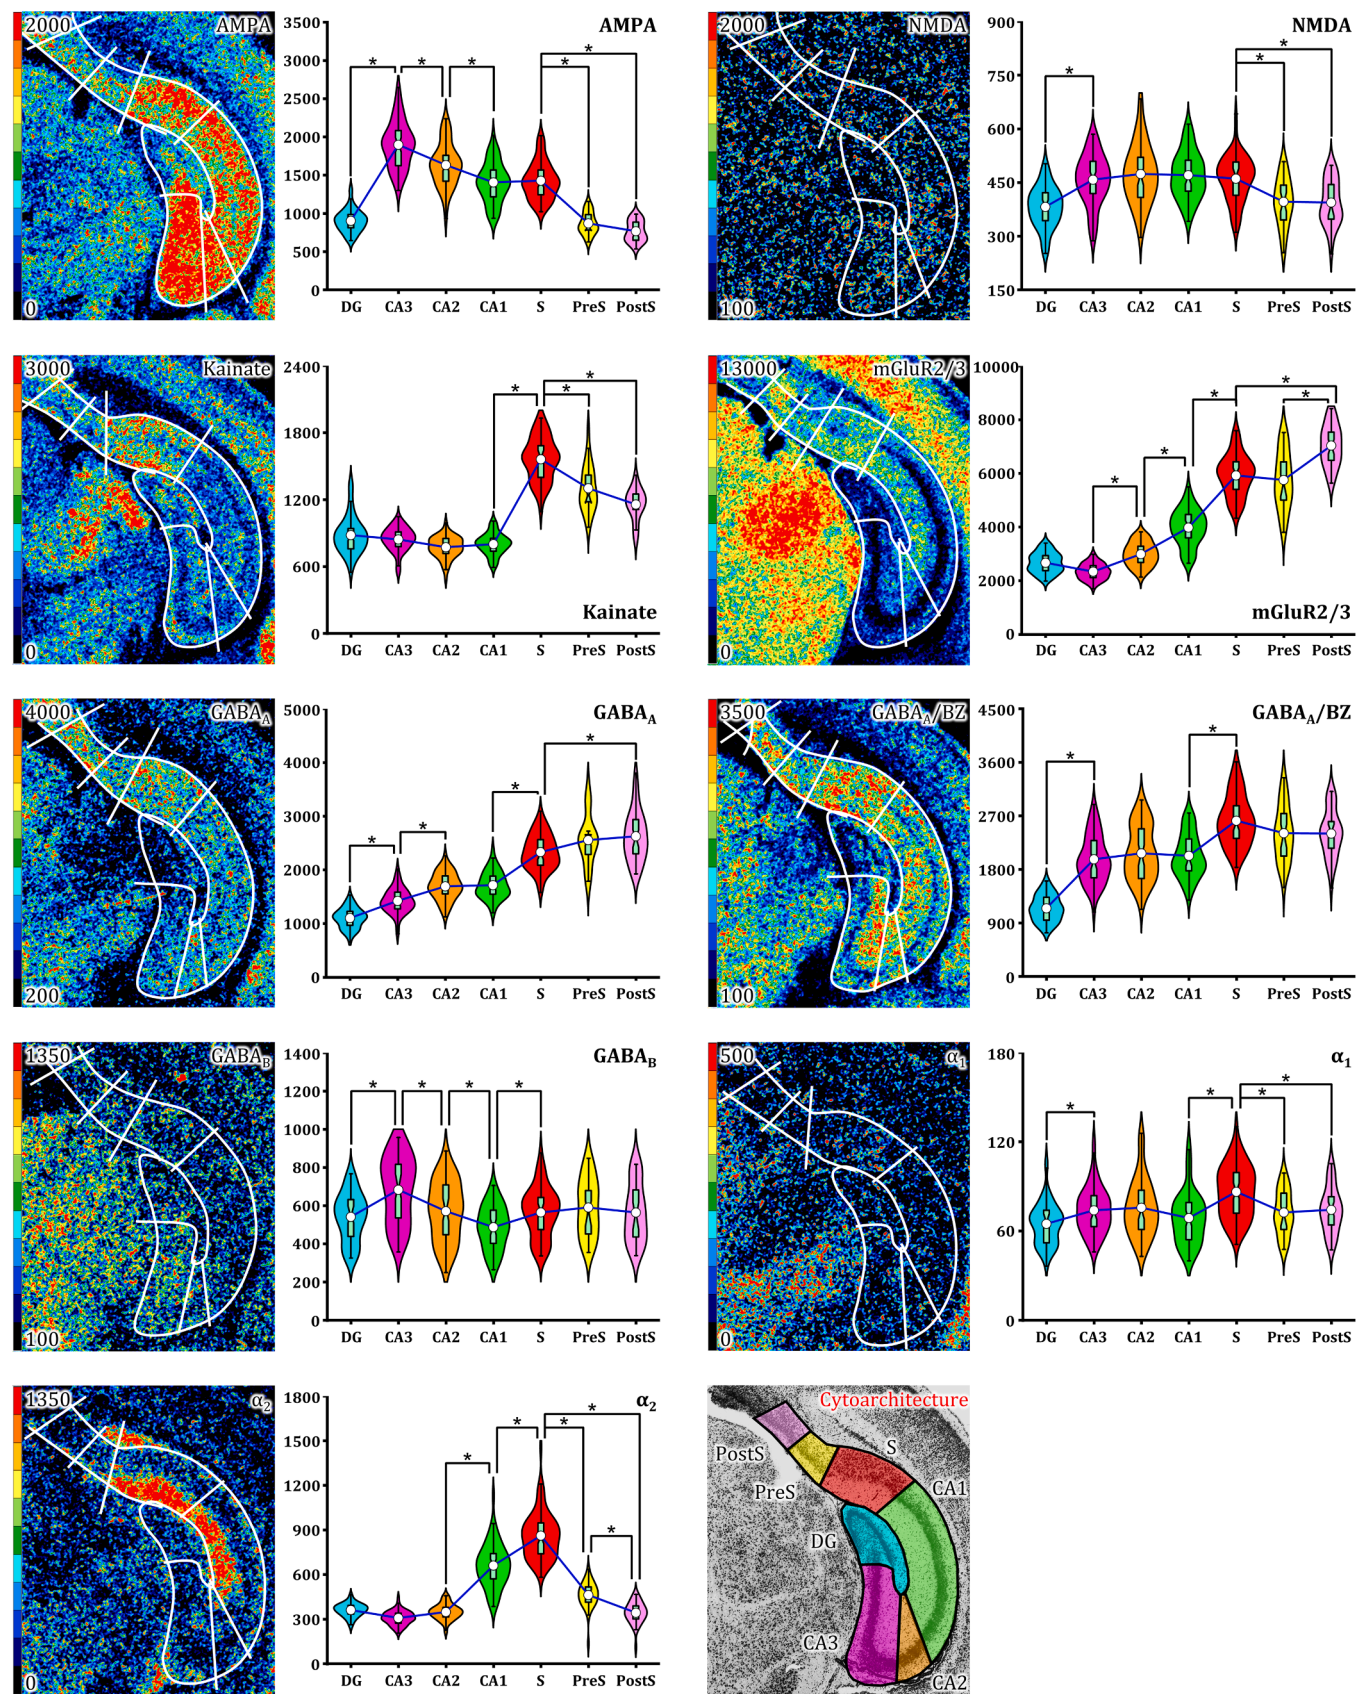 2000 AMPA
0
AMPA
3500
3000
2500
2000
1500
1000
500
0
* * * * *
DG CA3 CA2 CA1 S PreS PostS
2000 NMDA
100
NMDA
900
750
600
450
300
150
* * *
DG CA3 CA2 CA1 S PreS PostS
3000 Kainate
0
2400
1800
1200
600
0
* * *
Kainate
DG CA3 CA2 CA1 S PreS PostS
13000 mGluR2/3
0
10000
8000
6000
4000
2000
0
* * * * *
mGluR2/3
DG CA3 CA2 CA1 S PreS PostS
4000 GABAA
200
GABAA
5000
4000
3000
2000
1000
0
* * * *
DG CA3 CA2 CA1 S PreS PostS
3500 GABAA/BZ
100
GABAA/BZ
4500
3600
2700
1800
900
0
* *
DG CA3 CA2 CA1 S PreS PostS
1350 GABAB
100
GABAB
1400
1200
1000
800
600
400
200
0
* * * *
DG CA3 CA2 CA1 S PreS PostS
500 α1
0
α1
180
120
60
0
* * * *
DG CA3 CA2 CA1 S PreS PostS
1350 α2
0
α2
1800
1500
1200
900
600
300
0
* * * * *
DG CA3 CA2 CA1 S PreS PostS
Cytoarchitecture
PostS
S
PreS
CA1
DG
CA3
CA2